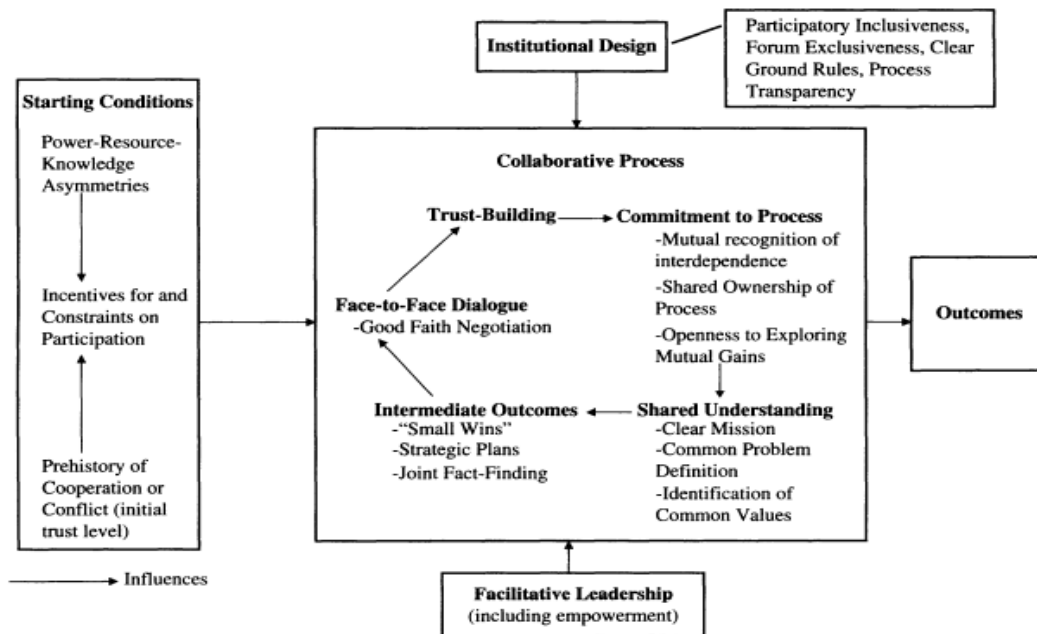 Institutional Design
Participatory Inclusiveness,
Forum Exclusiveness, Clear
Ground Rules, Process
Transparency
Starting Conditions
Power-Resource-
Knowledge
Asymmetries
Incentives for and
Constraints on
Participation
Prehistory of
Cooperation or
Conflict (initial
trust level)
Influences
Collaborative Process
Trust-Building
Commitment to Process
-Mutual recognition of
interdependence
-Shared Ownership of
Process
-Openness to Exploring
Mutual Gains
Face-to-Face Dialogue
-Good Faith Negotiation
Intermediate Outcomes
-“Small Wins”
-Strategic Plans
-Joint Fact-Finding
Shared Understanding
-Clear Mission
-Common Problem
Definition
-Identification of
Common Values
Outcomes
Facilitative Leadership
(including empowerment)